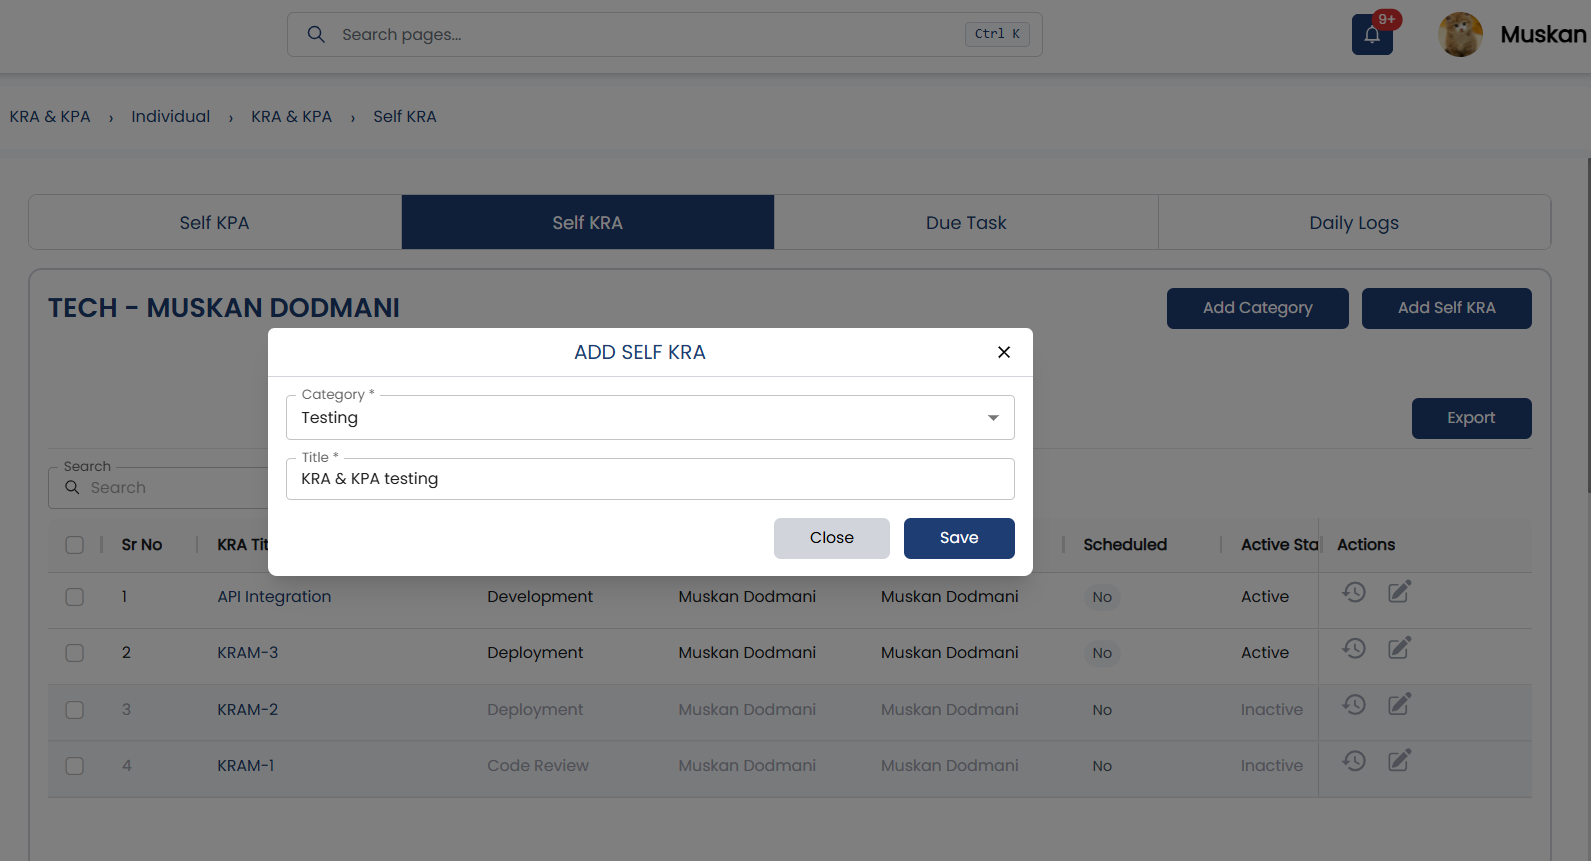 Search pages... Ctrl K 9+ Muskan
KRA & KPA › Individual › KRA & KPA › Self KRA
Self KPA Self KRA Due Task Daily Logs
TECH - MUSKAN DODMANI Add Category Add Self KRA
ADD SELF KRA
Category *
Testing
Export
Title *
KRA & KPA testing
Search
Search
Close Save
Sr No KRA Tit Scheduled Active Sta Actions
1 API Integration Development Muskan Dodmani Muskan Dodmani No Active
2 KRAM-3 Deployment Muskan Dodmani Muskan Dodmani No Active
3 KRAM-2 Deployment Muskan Dodmani Muskan Dodmani No Inactive
4 KRAM-1 Code Review Muskan Dodmani Muskan Dodmani No Inactive